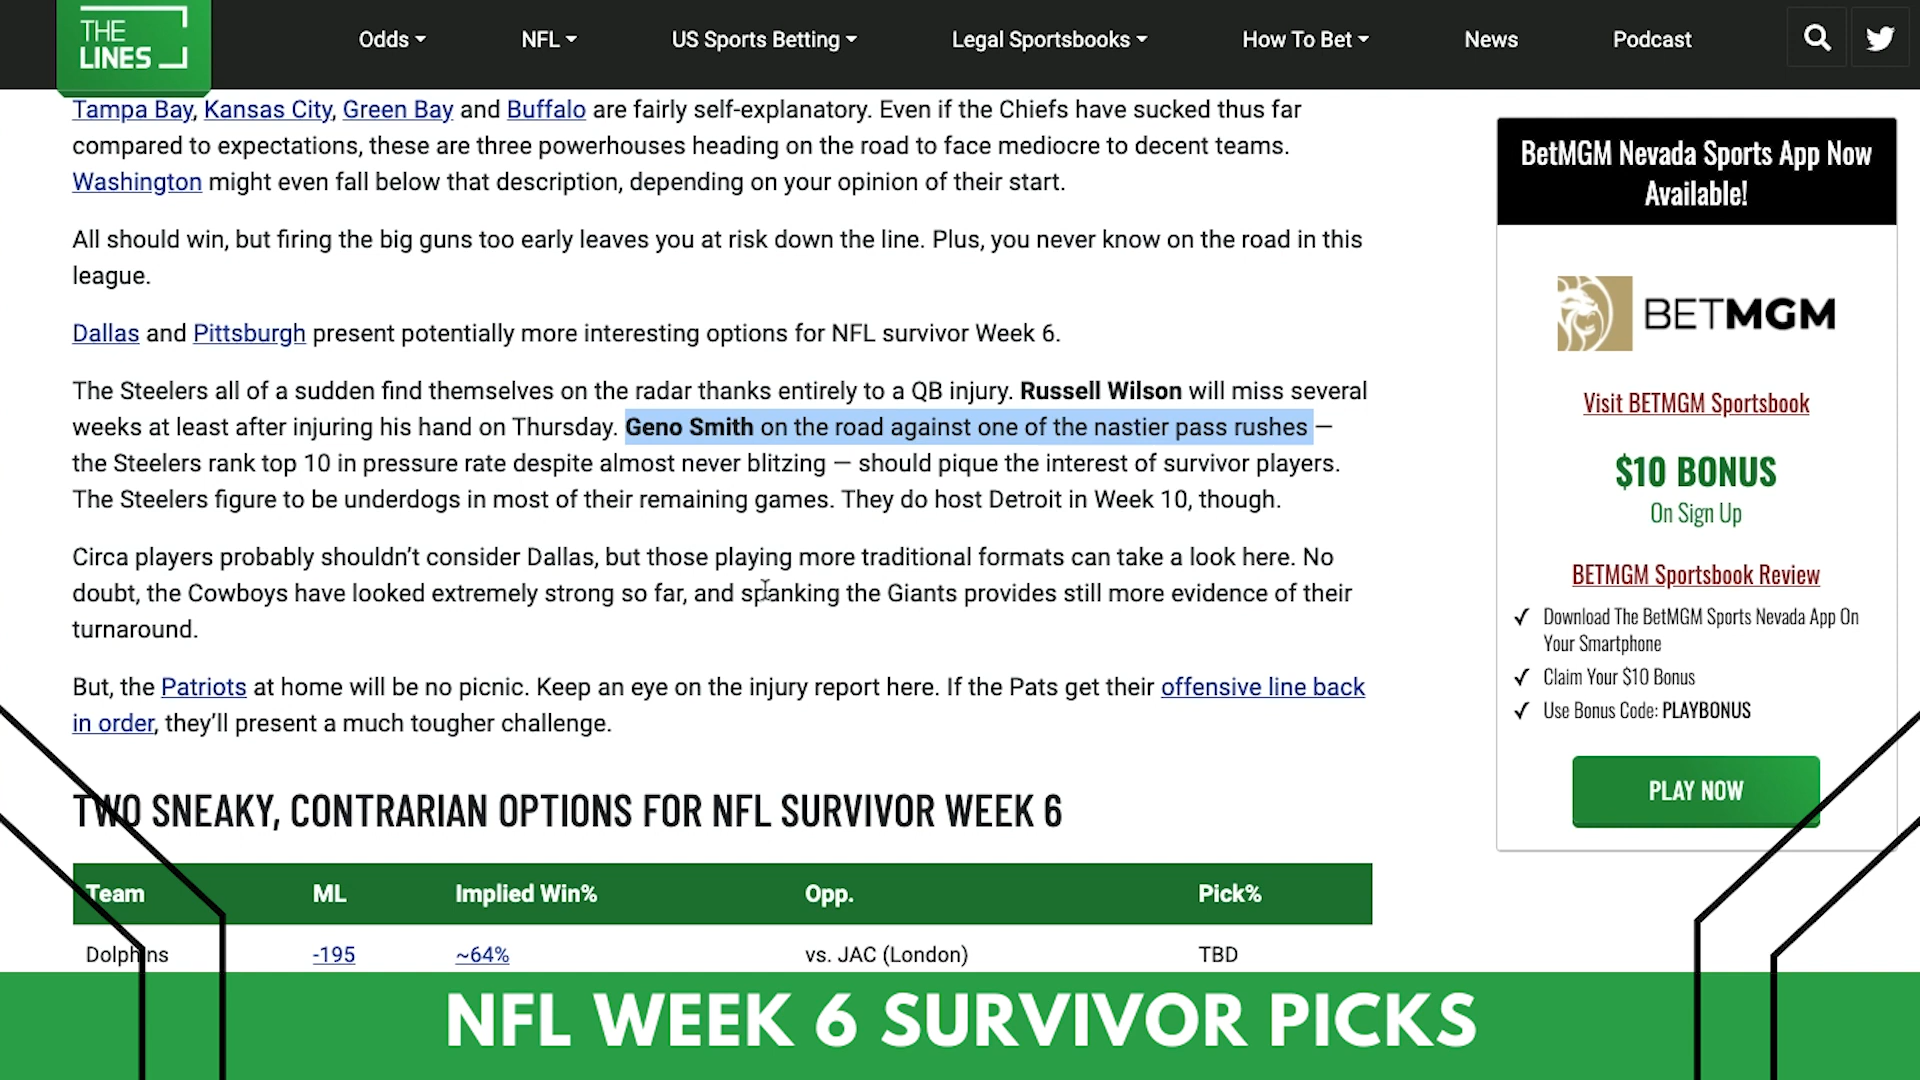 THE
LINES
Odds
NFL
US Sports Betting
Legal Sportsbooks
How To Bet
News
Podcast
Tampa Bay, Kansas City, Green Bay and Buffalo are fairly self-explanatory. Even if the Chiefs have sucked thus far
compared to expectations, these are three powerhouses heading on the road to face mediocre to decent teams.
Washington might even fall below that description, depending on your opinion of their start.
All should win, but firing the big guns too early leaves you at risk down the line. Plus, you never know on the road in this
league.
Dallas and Pittsburgh present potentially more interesting options for NFL survivor Week 6.
The Steelers all of a sudden find themselves on the radar thanks entirely to a QB injury. Russell Wilson will miss several
weeks at least after injuring his hand on Thursday. Geno Smith on the road against one of the nastier pass rushes —
the Steelers rank top 10 in pressure rate despite almost never blitzing — should pique the interest of survivor players.
The Steelers figure to be underdogs in most of their remaining games. They do host Detroit in Week 10, though.
Circa players probably shouldn't consider Dallas, but those playing more traditional formats can take a look here. No
doubt, the Cowboys have looked extremely strong so far, and spanking the Giants provides still more evidence of their
turnaround.
But, the Patriots at home will be no picnic. Keep an eye on the injury report here. If the Pats get their offensive line back
in order, they'll present a much tougher challenge.
TWO SNEAKY, CONTRARIAN OPTIONS FOR NFL SURVIVOR WEEK 6
Team ML Implied Win% Opp. Pick%
Dolphins -195 ~64% vs. JAC (London) TBD
BetMGM Nevada Sports App Now
Available!
BETMGM
Visit BETMGM Sportsbook
$10 BONUS
On Sign Up
BETMGM Sportsbook Review
✓ Download The BetMGM Sports Nevada App On
Your Smartphone
✓ Claim Your $10 Bonus
✓ Use Bonus Code: PLAYBONUS
PLAY NOW
NFL WEEK 6 SURVIVOR PICKS